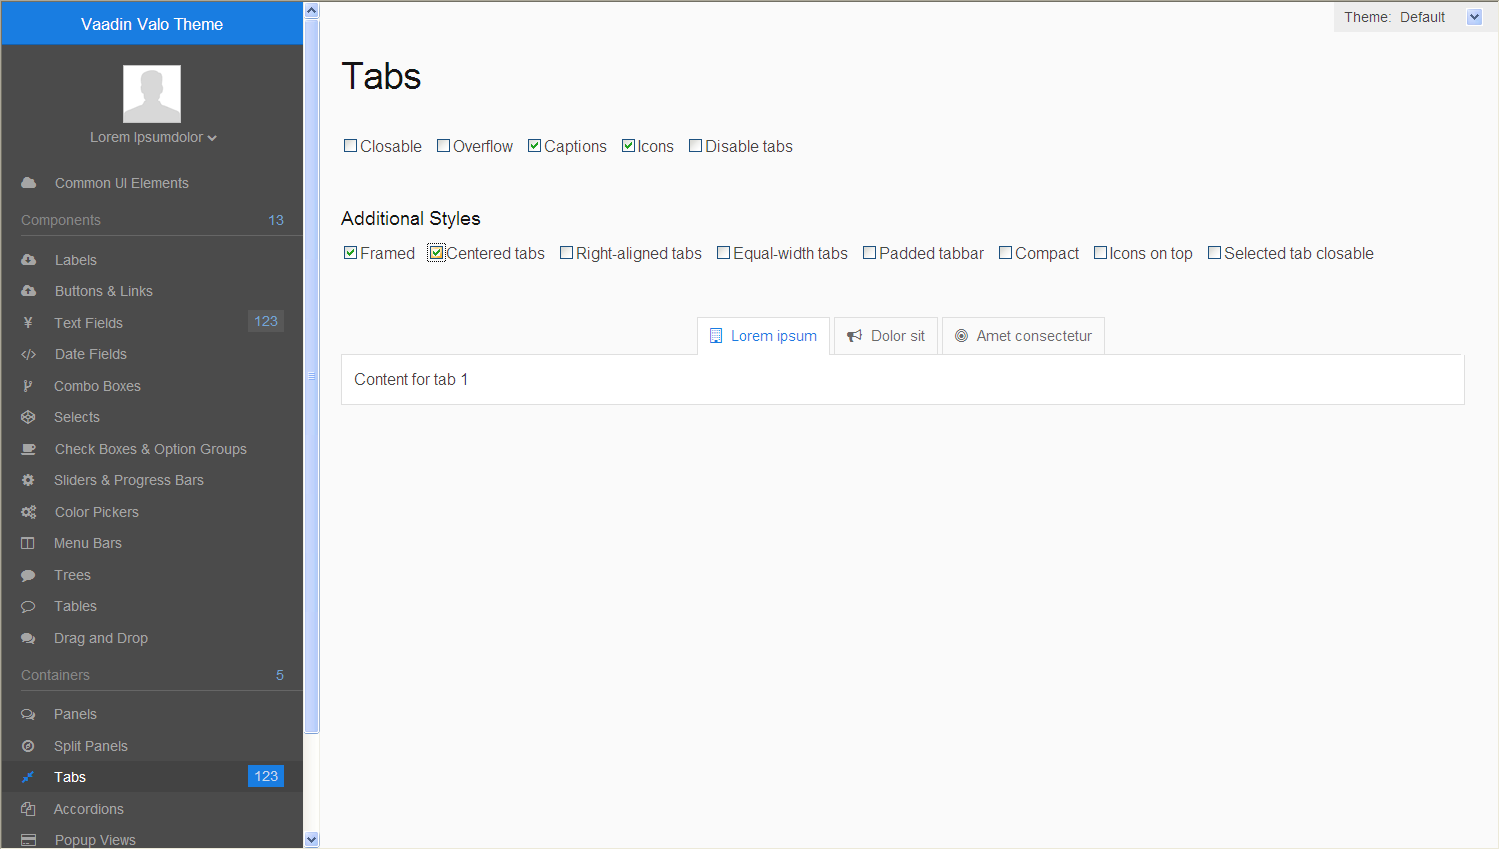 Vaadin Valo Theme
Lorem Ipsumdolor
Common UI Elements
Components 13
Labels
Buttons & Links
Text Fields 123
Date Fields
Combo Boxes
Selects
Check Boxes & Option Groups
Sliders & Progress Bars
Color Pickers
Menu Bars
Trees
Tables
Drag and Drop
Containers 5
Panels
Split Panels
Tabs 123
Accordions
Popup Views
Theme: Default
Tabs
Closable Overflow Captions Icons Disable tabs
Additional Styles
Framed Centered tabs Right-aligned tabs Equal-width tabs Padded tabbar Compact Icons on top Selected tab closable
Lorem ipsum Dolor sit Amet consectetur
Content for tab 1